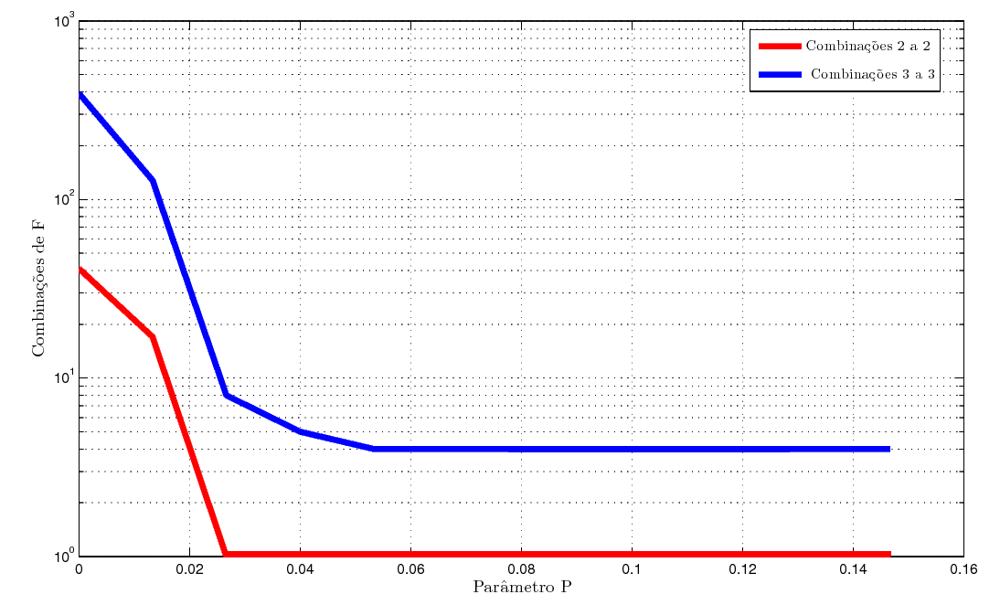 10^3
Combinações 2 a 2
Combinações 3 a 3
10^2
Combinações de F
10^1
10^0
0 0.02 0.04 0.06 0.08 0.1 0.12 0.14 0.16
Parâmetro P